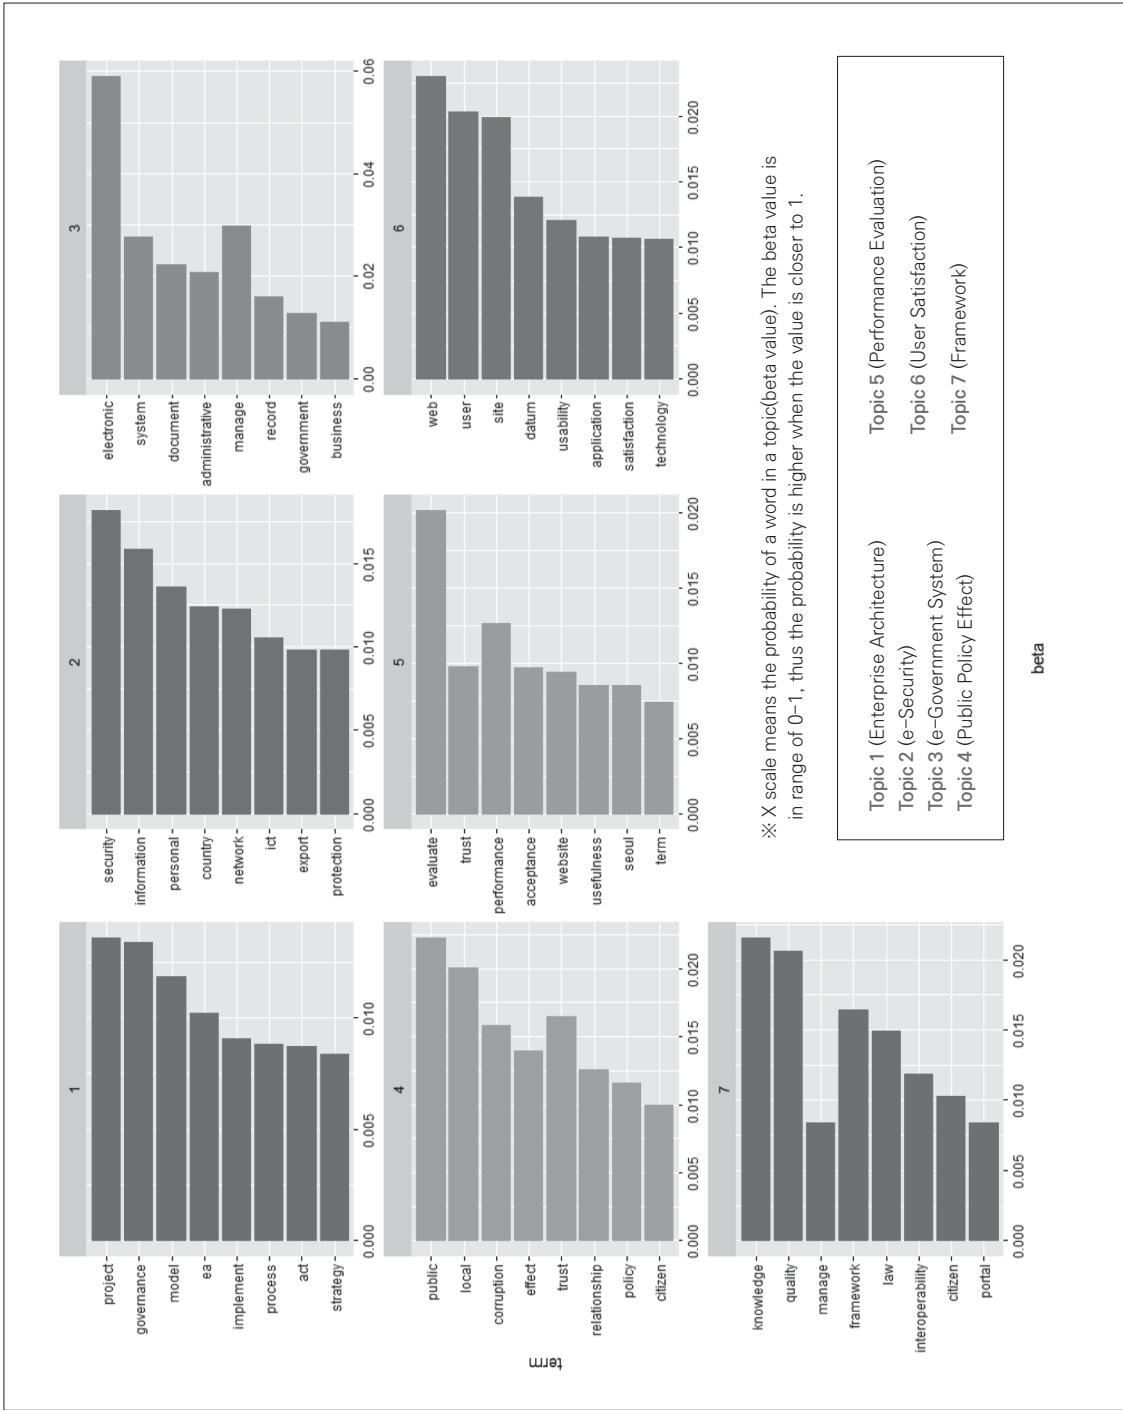 term
1
project
governance
model
ea
implement
process
act
strategy
0.000
0.005
0.010
2
security
information
personal
country
network
ict
export
protection
0.000
0.005
0.010
0.015
3
electronic
system
document
administrative
manage
record
government
business
0.00
0.02
0.04
0.06
4
public
local
corruption
effect
trust
relationship
policy
citizen
0.000
0.005
0.010
0.015
0.020
5
evaluate
trust
performance
acceptance
website
usefulness
seoul
term
0.000
0.005
0.010
0.015
0.020
6
web
user
site
datum
usability
application
satisfaction
technology
0.000
0.005
0.010
0.015
0.020
7
knowledge
quality
manage
framework
law
interoperability
citizen
portal
0.000
0.005
0.010
0.015
0.020
※ X scale means the probability of a word in a topic(beta value). The beta value is
in range of 0–1, thus the probability is higher when the value is closer to 1.
Topic 1 (Enterprise Architecture)
Topic 2 (e–Security)
Topic 3 (e–Government System)
Topic 4 (Public Policy Effect)
Topic 5 (Performance Evaluation)
Topic 6 (User Satisfaction)
Topic 7 (Framework)
beta